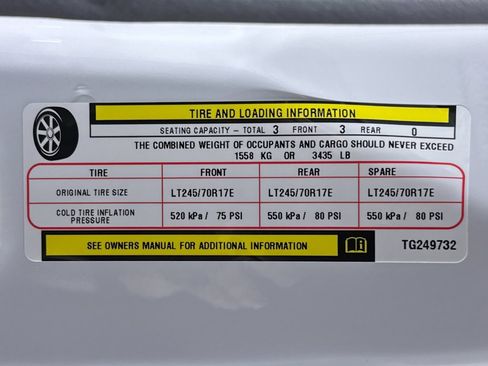 TIRE AND LOADING INFORMATION
SEATING CAPACITY – TOTAL 3 FRONT 3 REAR 0
THE COMBINED WEIGHT OF OCCUPANTS AND CARGO SHOULD NEVER EXCEED
1558 KG OR 3435 LB
TIRE FRONT REAR SPARE
ORIGINAL TIRE SIZE LT245/70R17E LT245/70R17E LT245/70R17E
COLD TIRE INFLATION PRESSURE 520 kPa / 75 PSI 550 kPa / 80 PSI 550 kPa / 80 PSI
SEE OWNERS MANUAL FOR ADDITIONAL INFORMATION TG249732